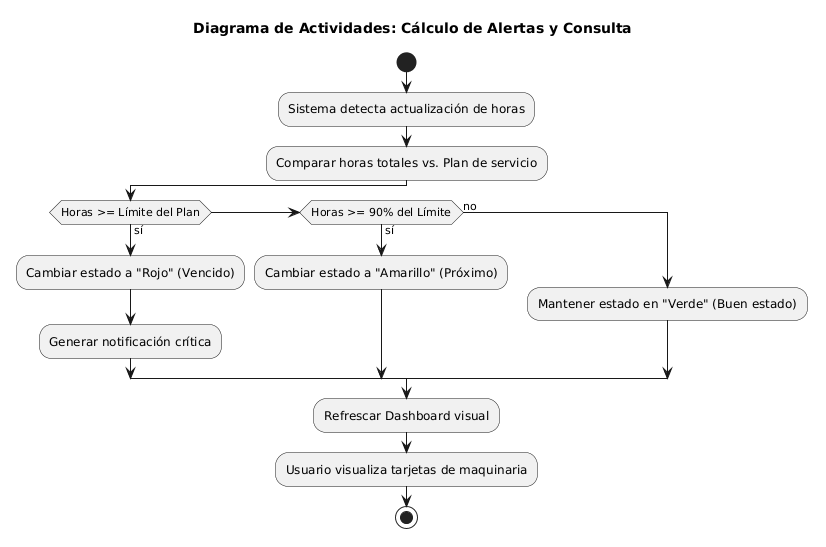 Diagrama de Actividades: Cálculo de Alertas y Consulta
Sistema detecta actualización de horas
Comparar horas totales vs. Plan de servicio
Horas >= Límite del Plan
sí
Horas >= 90% del Límite
sí
no
Cambiar estado a "Rojo" (Vencido)
Cambiar estado a "Amarillo" (Próximo)
Mantener estado en "Verde" (Buen estado)
Generar notificación crítica
Refrescar Dashboard visual
Usuario visualiza tarjetas de maquinaria